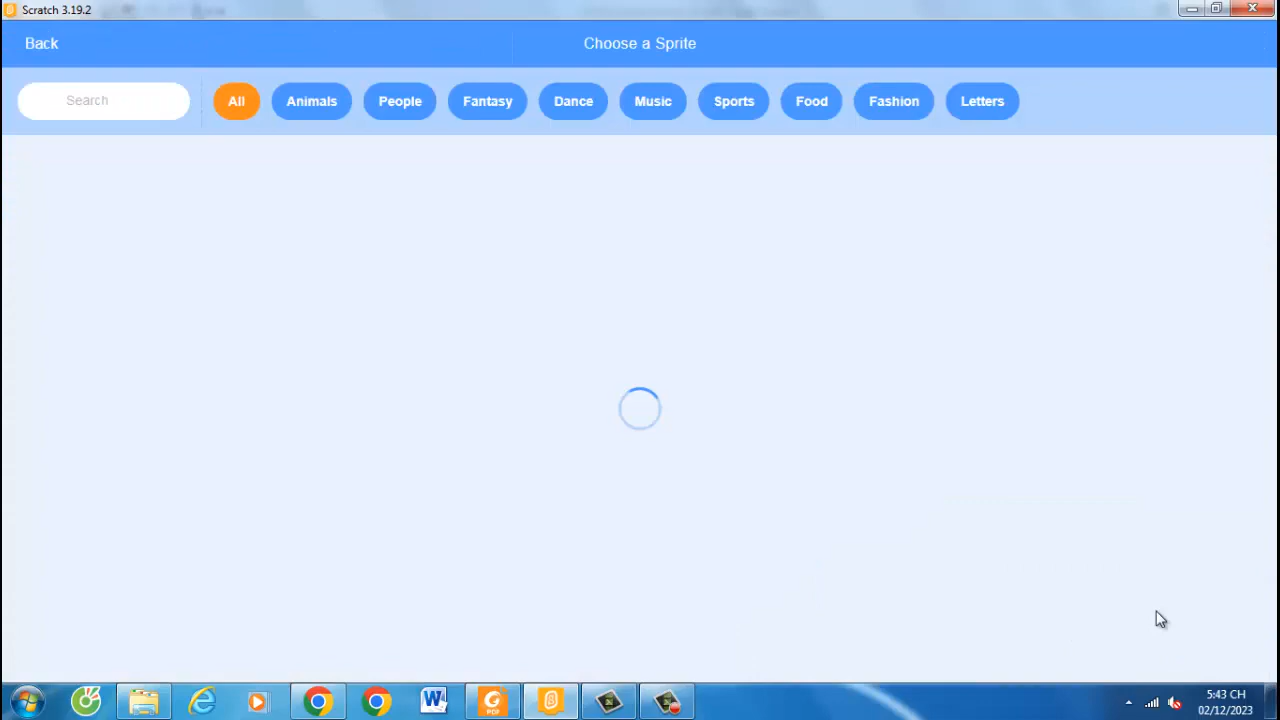 Scratch 3.19.2
Back
Choose a Sprite
Search
All
Animals
People
Fantasy
Dance
Music
Sports
Food
Fashion
Letters
PDF
5:43 CH
02/12/2023